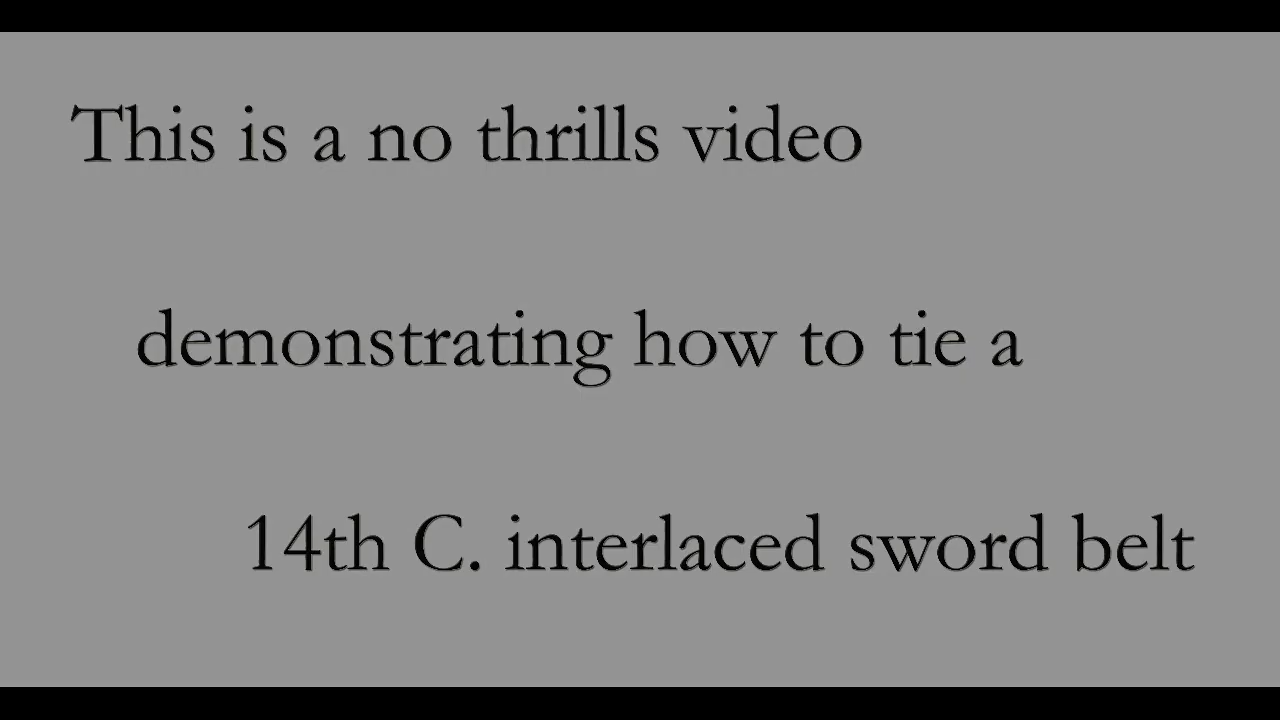 This is a no thrills video
demonstrating how to tie a
14th C. interlaced sword belt